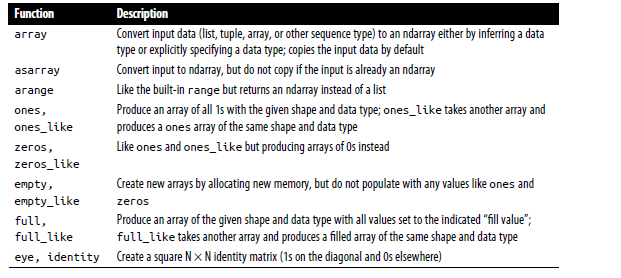 Function Description
array Convert input data (list, tuple, array, or other sequence type) to an ndarray either by inferring a data
type or explicitly specifying a data type; copies the input data by default
asarray Convert input to ndarray, but do not copy if the input is already an ndarray
arange Like the built-in range but returns an ndarray instead of a list
ones, Produce an array of all 1s with the given shape and data type; ones_like takes another array and
ones_like produces a ones array of the same shape and data type
zeros, Like ones and ones_like but producing arrays of 0s instead
zeros_like
empty, Create new arrays by allocating new memory, but do not populate with any values like ones and
empty_like zeros
full, Produce an array of the given shape and data type with all values set to the indicated “fill value”;
full_like full_like takes another array and produces a filled array of the same shape and data type
eye, identity Create a square N × N identity matrix (1s on the diagonal and 0s elsewhere)